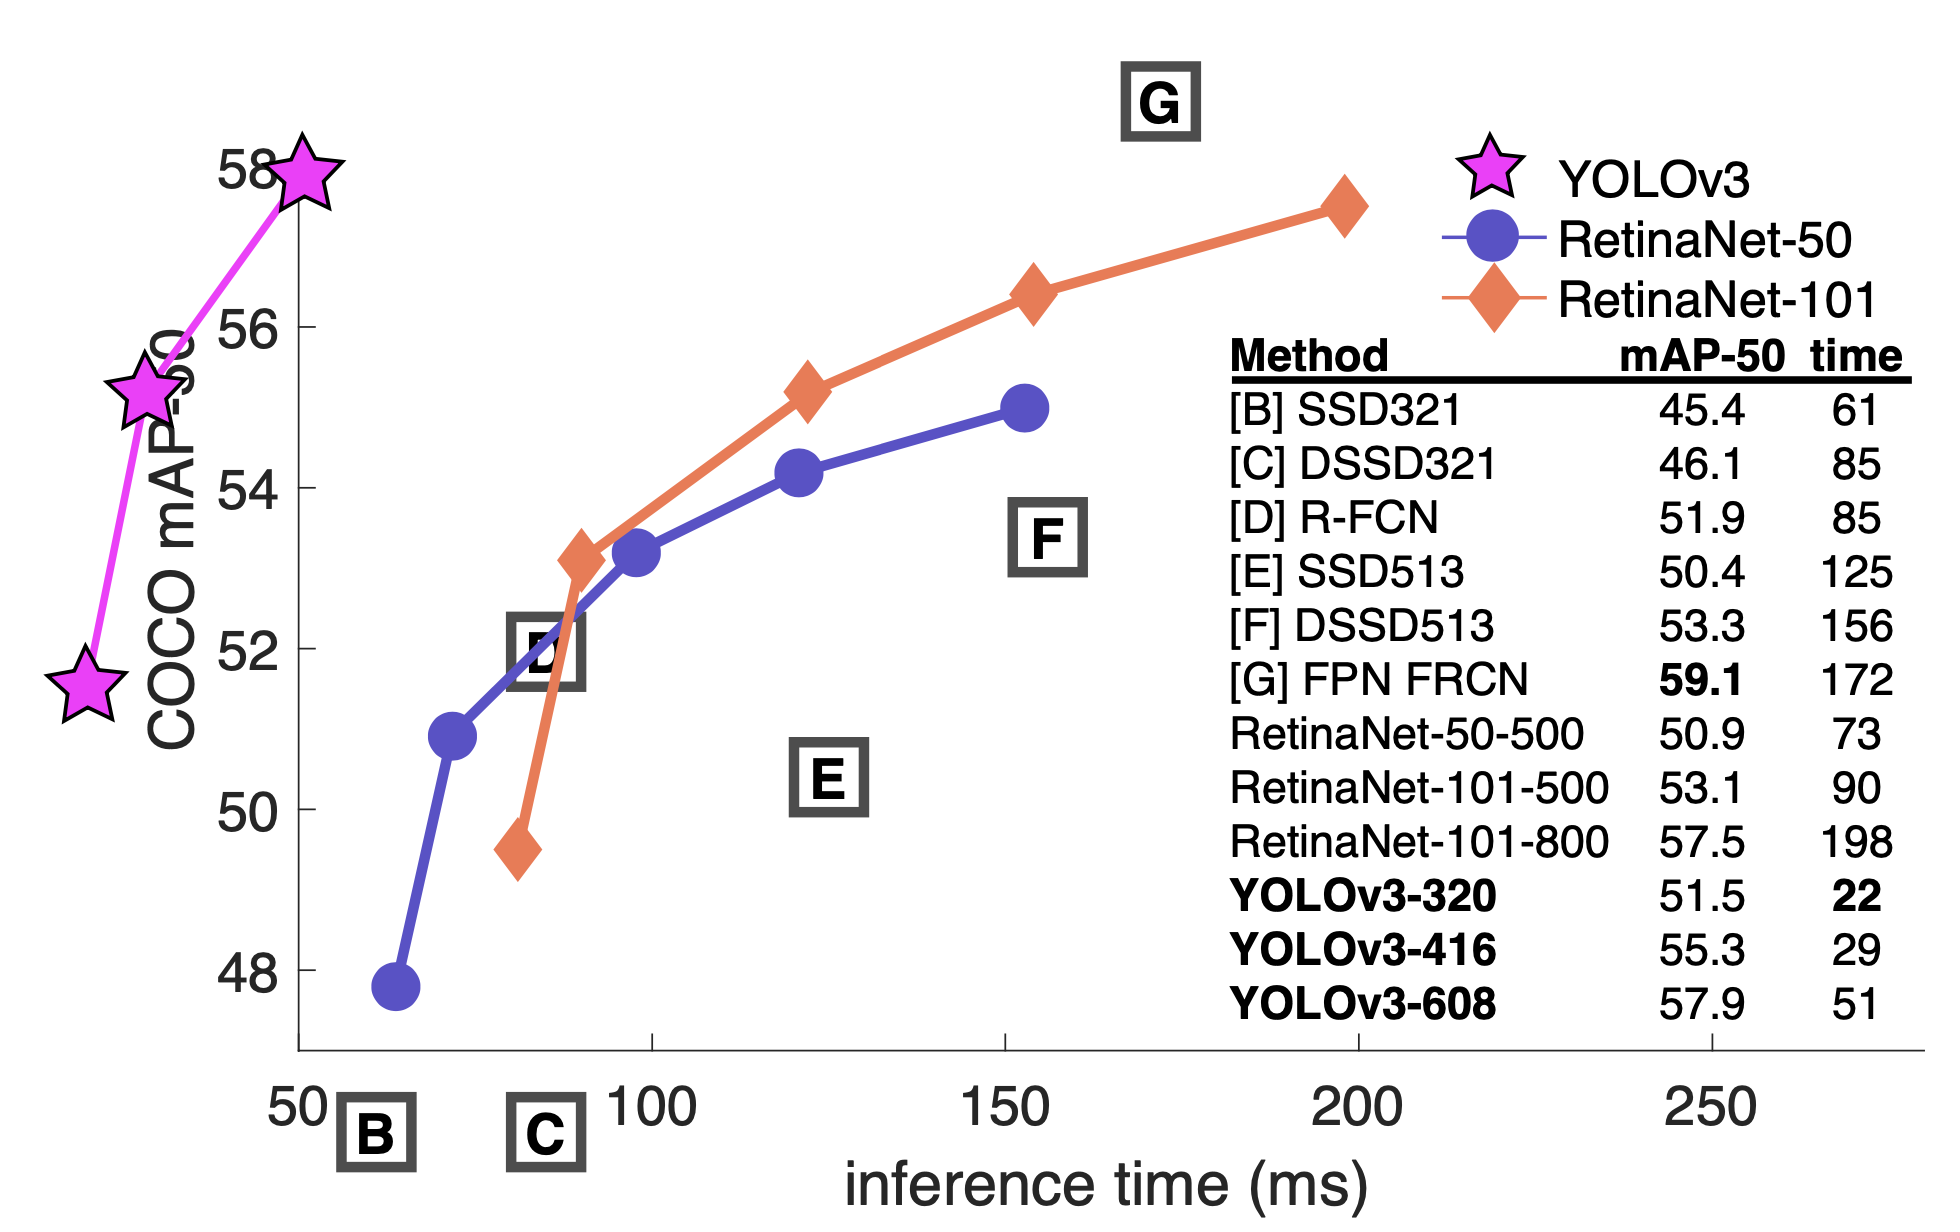 G
58
YOLOv3
RetinaNet-50
RetinaNet-101
56
COCO mAP-50
Method mAP-50 time
[B] SSD321 45.4 61
[C] DSSD321 46.1 85
54
[D] R-FCN 51.9 85
F
[E] SSD513 50.4 125
[F] DSSD513 53.3 156
D
52
[G] FPN FRCN 59.1 172
RetinaNet-50-500 50.9 73
E
RetinaNet-101-500 53.1 90
50
RetinaNet-101-800 57.5 198
YOLOv3-320 51.5 22
YOLOv3-416 55.3 29
48
YOLOv3-608 57.9 51
50 100 150 200 250
B C
inference time (ms)